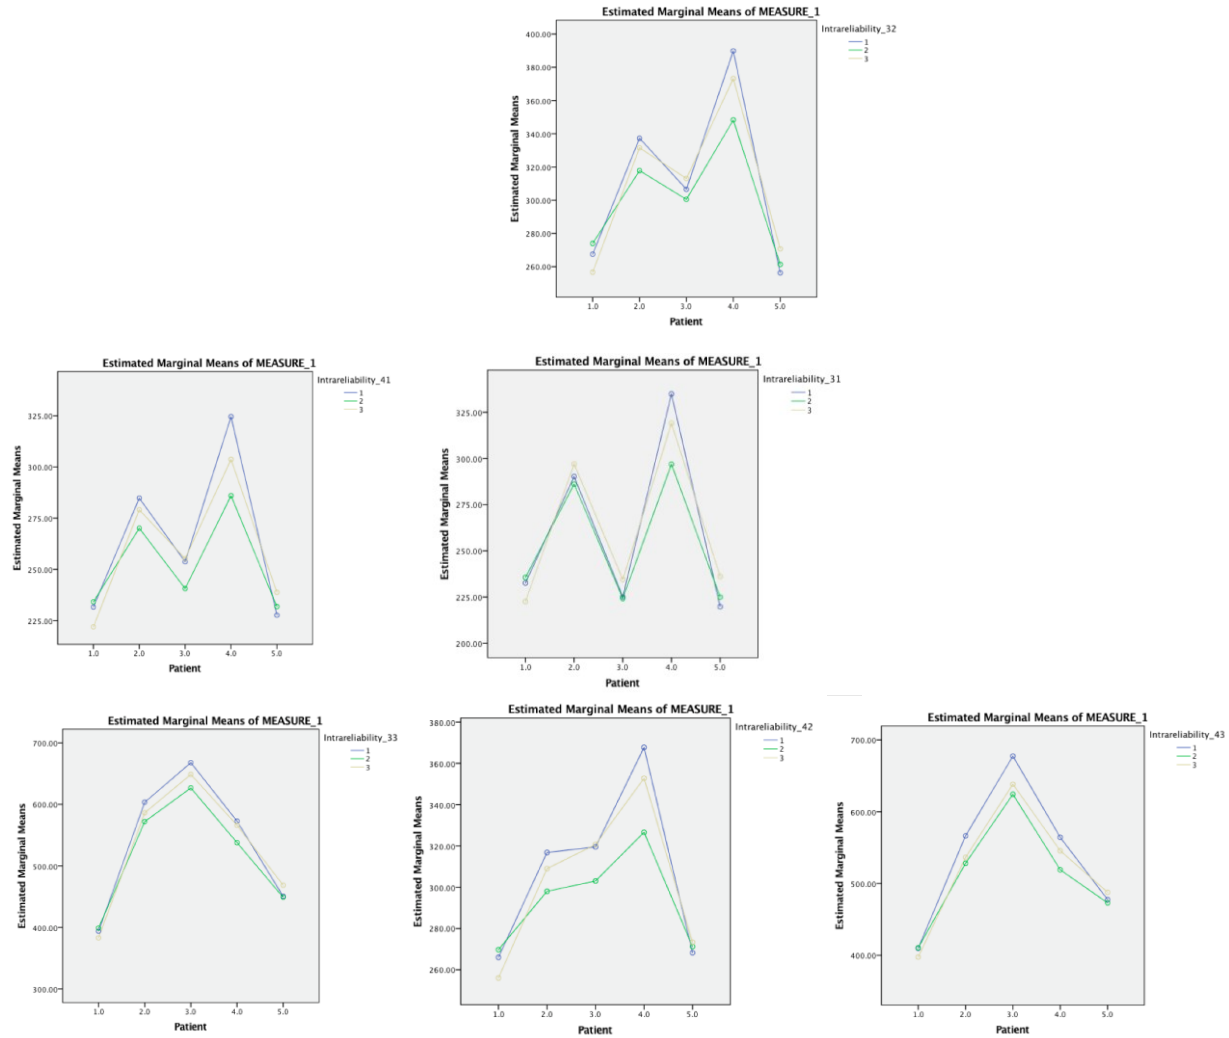 Estimated Marginal Means of MEASURE_1
Intrareliability_32
1
2
3
400.00
380.00
360.00
340.00
320.00
300.00
280.00
260.00
Estimated Marginal Means
1.0 2.0 3.0 4.0 5.0
Patient
Estimated Marginal Means of MEASURE_1
Intrareliability_41
1
2
3
325.00
300.00
275.00
250.00
225.00
Estimated Marginal Means
1.0 2.0 3.0 4.0 5.0
Patient
Estimated Marginal Means of MEASURE_1
Intrareliability_31
1
2
3
325.00
300.00
275.00
250.00
225.00
200.00
Estimated Marginal Means
1.0 2.0 3.0 4.0 5.0
Patient
Estimated Marginal Means of MEASURE_1
Intrareliability_33
1
2
3
700.00
600.00
500.00
400.00
300.00
Estimated Marginal Means
1.0 2.0 3.0 4.0 5.0
Patient
Estimated Marginal Means of MEASURE_1
Intrareliability_42
1
2
3
380.00
360.00
340.00
320.00
300.00
280.00
260.00
Estimated Marginal Means
1.0 2.0 3.0 4.0 5.0
Patient
Estimated Marginal Means of MEASURE_1
Intrareliability_43
1
2
3
700.00
600.00
500.00
400.00
Estimated Marginal Means
1.0 2.0 3.0 4.0 5.0
Patient